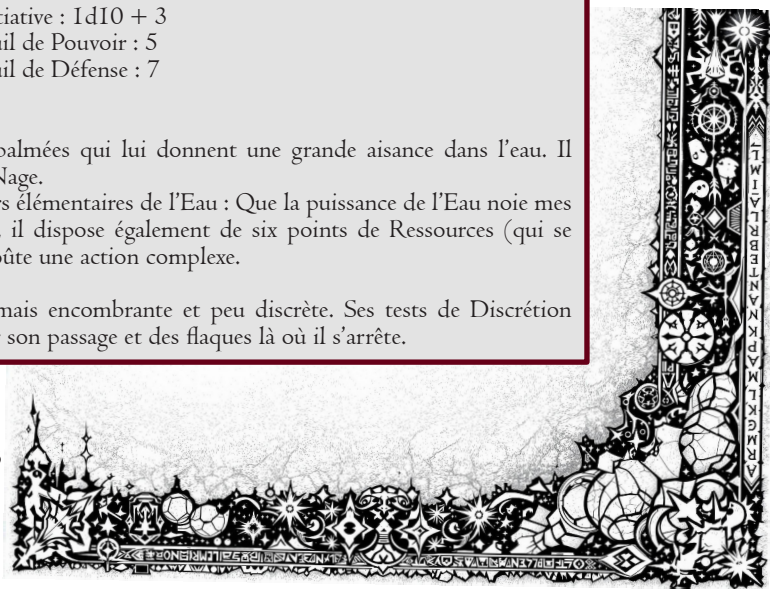 tiative : 1d10 + 3
uil de Pouvoir : 5
uil de Défense : 7
palmées qui lui donnent une grande aisance dans l’eau. Il
Nage.
rs élémentaires de l’Eau : Que la puissance de l’Eau noie mes
il dispose également de six points de Ressources (qui se
oûte une action complexe.
mais encombrante et peu discrète. Ses tests de Discrétion
son passage et des flaques là où il s’arrête.